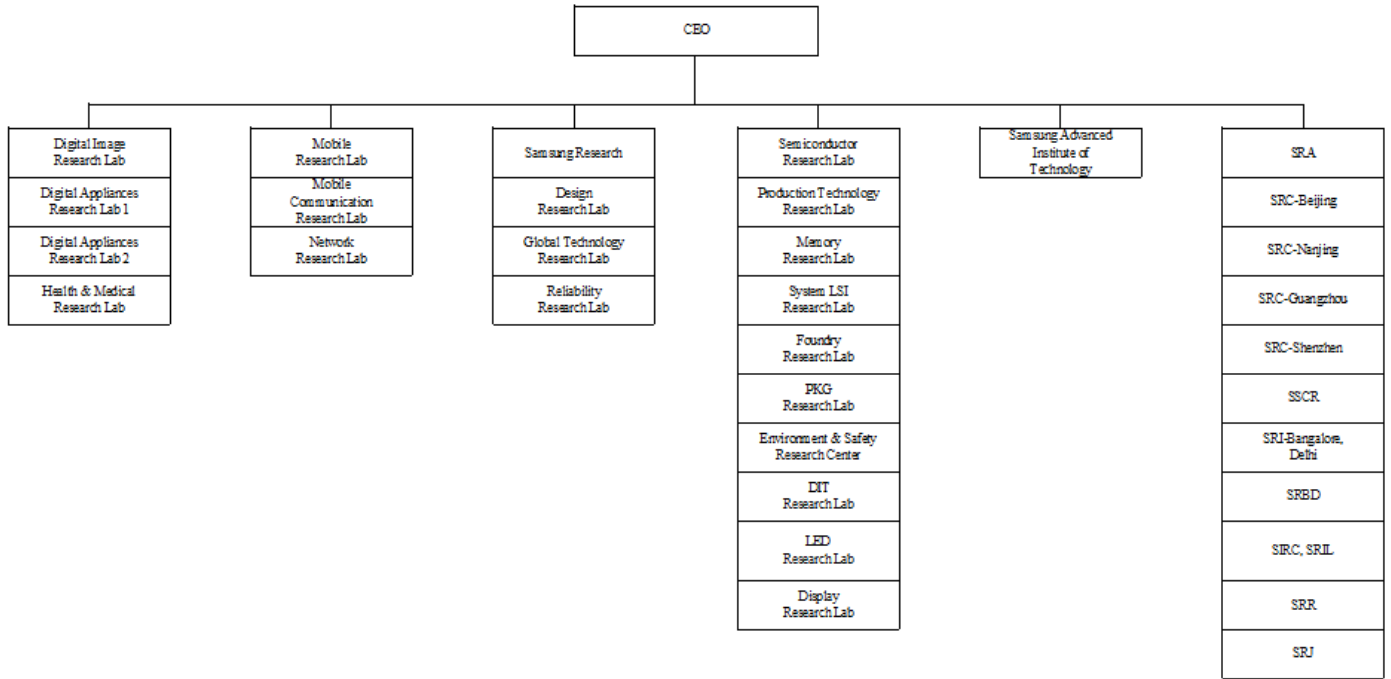 CEO
Digital Image
Research Lab
Digital Appliances
Research Lab 1
Digital Appliances
Research Lab 2
Health & Medical
Research Lab
Mobile
Research Lab
Mobile
Communication
Research Lab
Network
Research Lab
Samsung Research
Design
Research Lab
Global Technology
Research Lab
Reliability
Research Lab
Semiconductor
Research Lab
Production Technology
Research Lab
Memory
Research Lab
System LSI
Research Lab
Foundry
Research Lab
PKG
Research Lab
Environment & Safety
Research Center
DIT
Research Lab
LED
Research Lab
Display
Research Lab
Samsung Advanced
Institute of
Technology
SRA
SRC-Beijing
SRC-Nanjing
SRC-Guangzhou
SRC-Shenzhen
SSCR
SRI-Bangalore,
Delhi
SRBD
SIRC, SRIL
SRR
SRJ